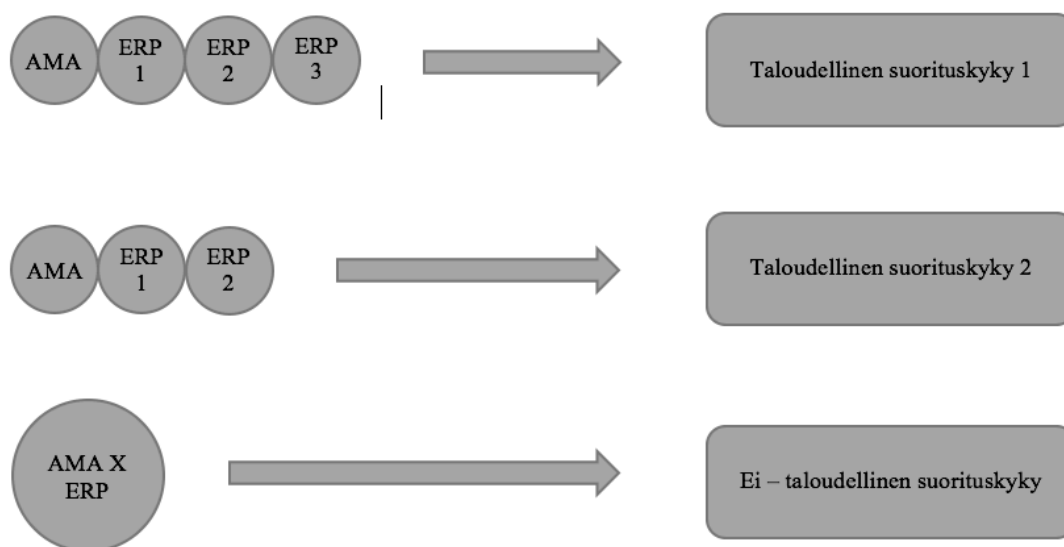 AMA
ERP
1
ERP
2
ERP
3
Taloudellinen suorituskyky 1
AMA
ERP
1
ERP
2
Taloudellinen suorituskyky 2
AMA X
ERP
Ei – taloudellinen suorituskyky